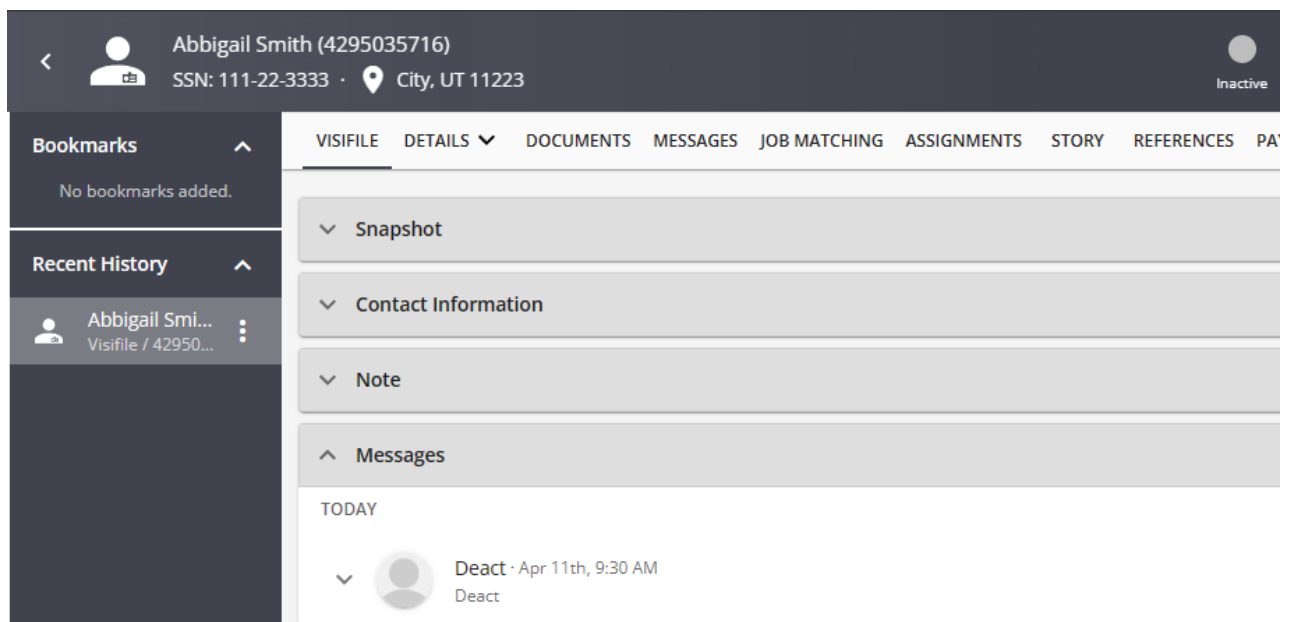 Abbigail Smith (4295035716)
SSN: 111-22-3333 · City, UT 11223
Inactive
Bookmarks
No bookmarks added.
Recent History
Abbigail Smi...
Visifile / 42950...
VISIFILE DETAILS DOCUMENTS MESSAGES JOB MATCHING ASSIGNMENTS STORY REFERENCES PA
Snapshot
Contact Information
Note
Messages
TODAY
Deact · Apr 11th, 9:30 AM
Deact